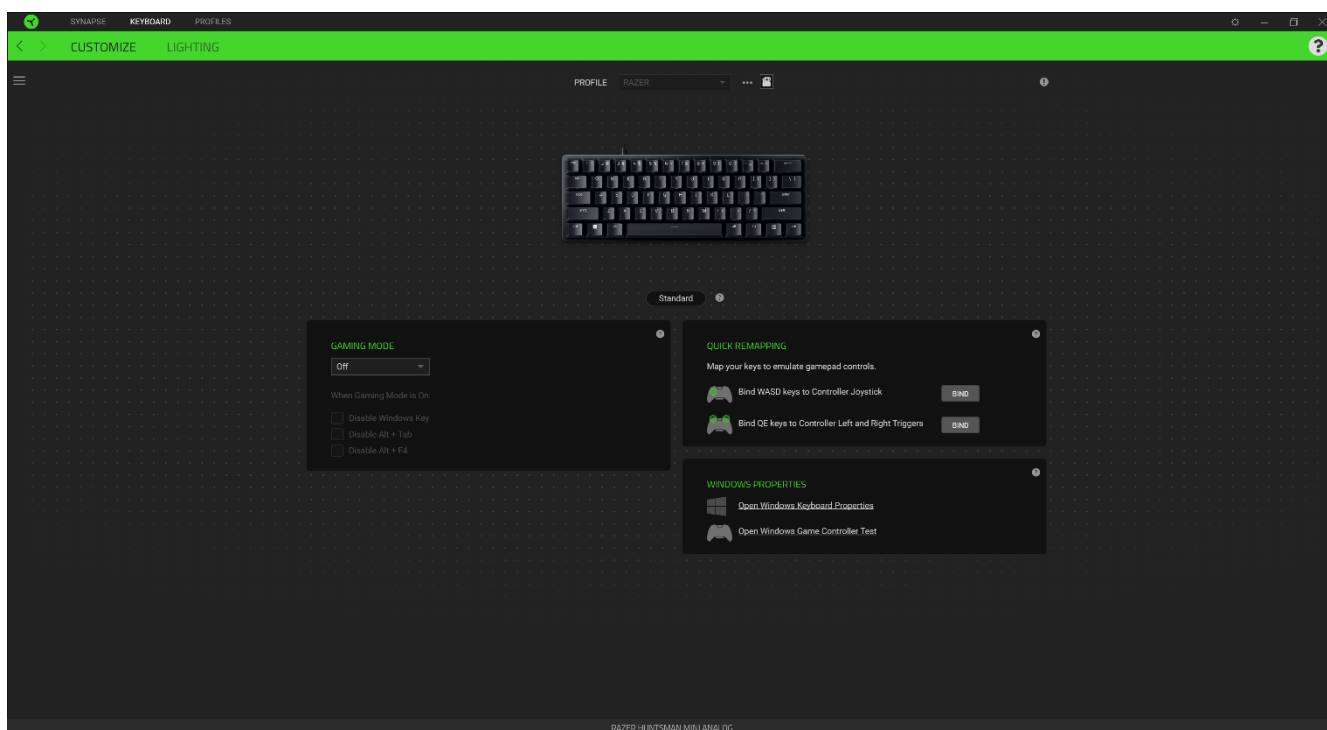 SYNAPSE KEYBOARD PROFILES
CUSTOMIZE LIGHTING
PROFILE RAZER
Standard
GAMING MODE
Off
When Gaming Mode is On:
Disable Windows Key
Disable Alt + Tab
Disable Alt + F4
QUICK REMAPPING
Map your keys to emulate gamepad controls.
Bind WASD keys to Controller Joystick BIND
Bind QE keys to Controller Left and Right Triggers BIND
WINDOWS PROPERTIES
Open Windows Keyboard Properties
Open Windows Game Controller Test
RAZER HUNTSMAN MINI ANALOG